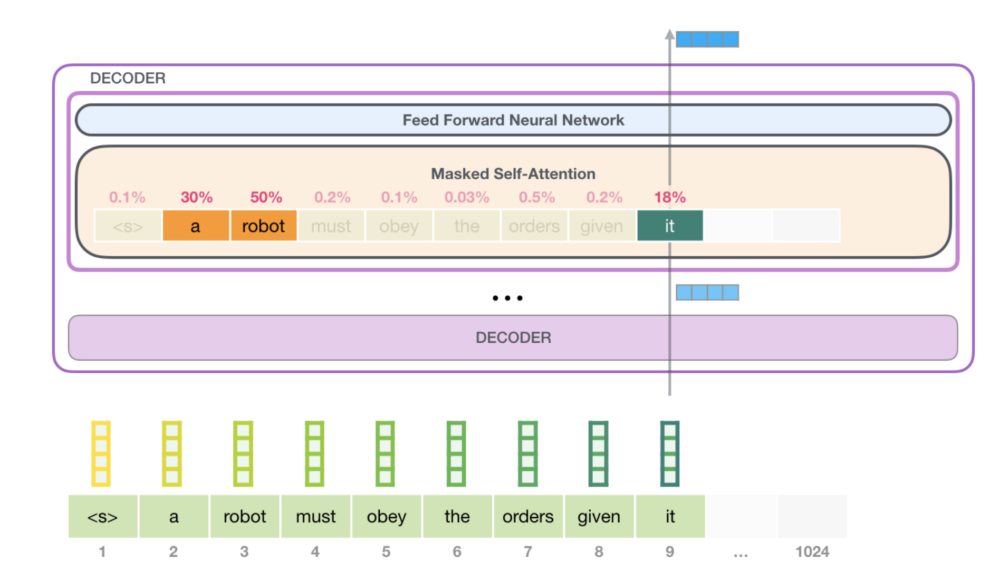 DECODER
Feed Forward Neural Network
Masked Self-Attention
0.1% 30% 50% 0.2% 0.1% 0.03% 0.5% 0.2% 18%
<s> a robot must obey the orders given it
...
DECODER
<s> a robot must obey the orders given it
1 2 3 4 5 6 7 8 9 ... 1024